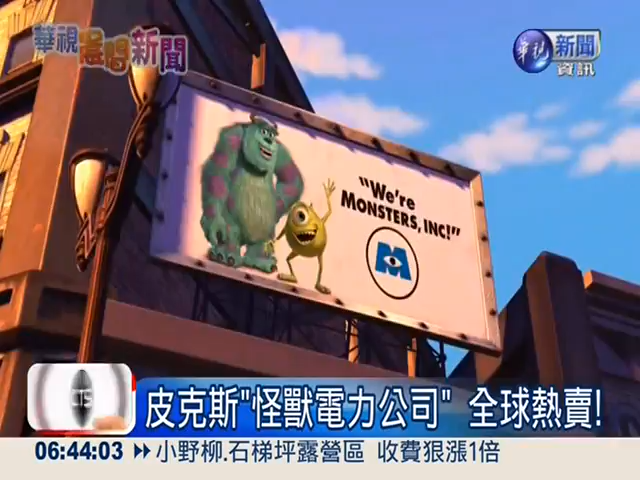 華視晨間新聞
華視 新聞
資訊
"We're
MONSTERS, INC!"
M
CTS
皮克斯"怪獸電力公司" 全球熱賣!
06:44:03 小野柳.石梯坪露營區 收費狠漲1倍